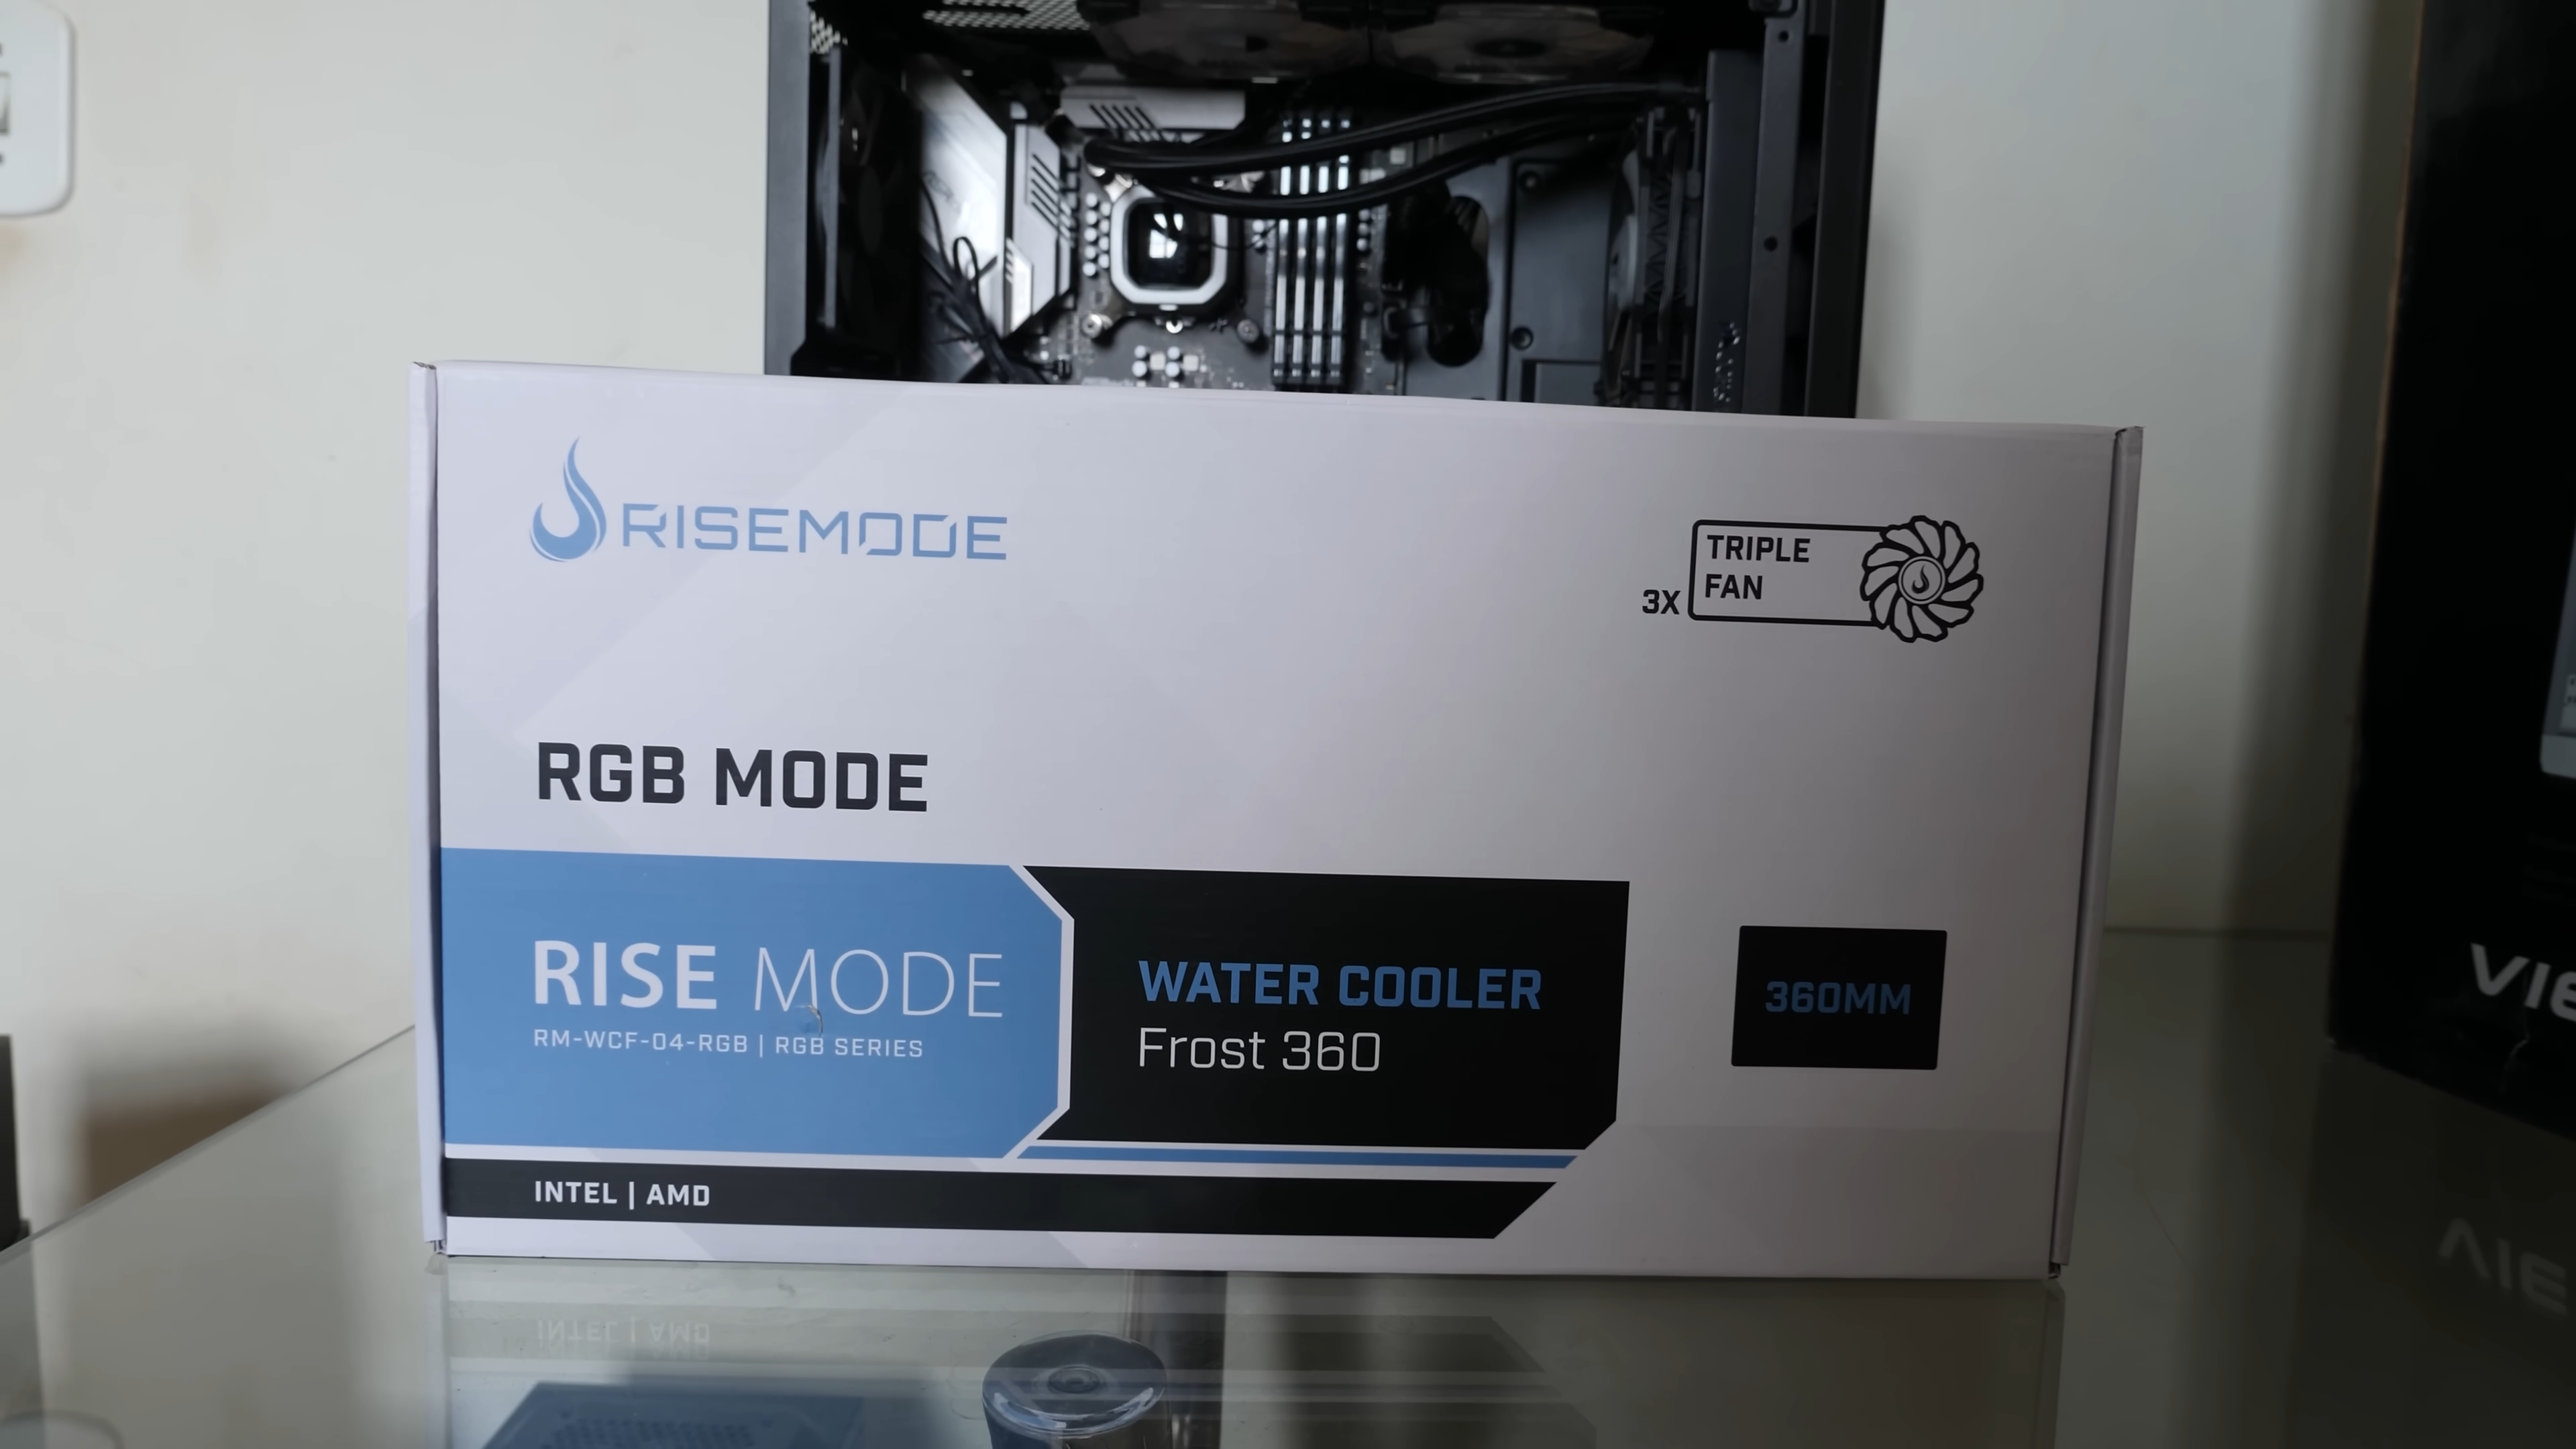 RISEMODE
3X
TRIPLE
FAN
RGB MODE
RISE MODE
RM-WCF-04-RGB | RGB SERIES
WATER COOLER
Frost 360
360MM
INTEL | AMD